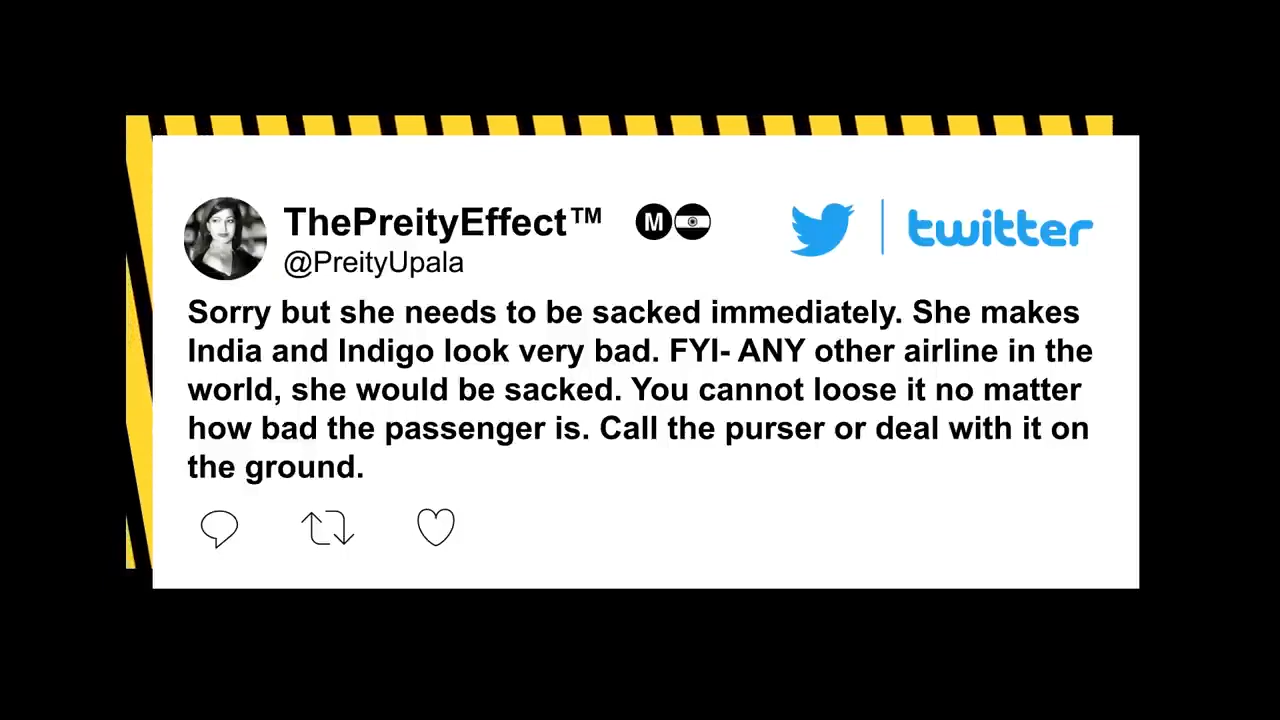 ThePreityEffect™ M
twitter
@PreityUpala
Sorry but she needs to be sacked immediately. She makes
India and Indigo look very bad. FYI- ANY other airline in the
world, she would be sacked. You cannot loose it no matter
how bad the passenger is. Call the purser or deal with it on
the ground.